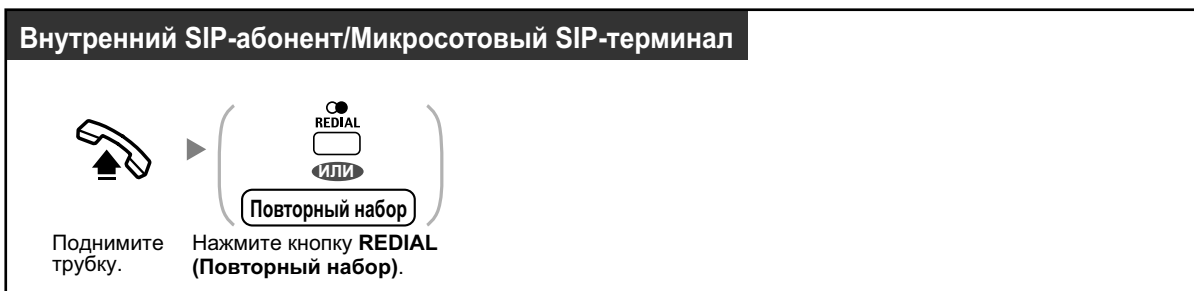 Внутренний SIP-абонент/Микросотовый SIP-терминал
REDIAL
ИЛИ
Повторный набор
Поднимите
трубку.
Нажмите кнопку REDIAL
(Повторный набор).